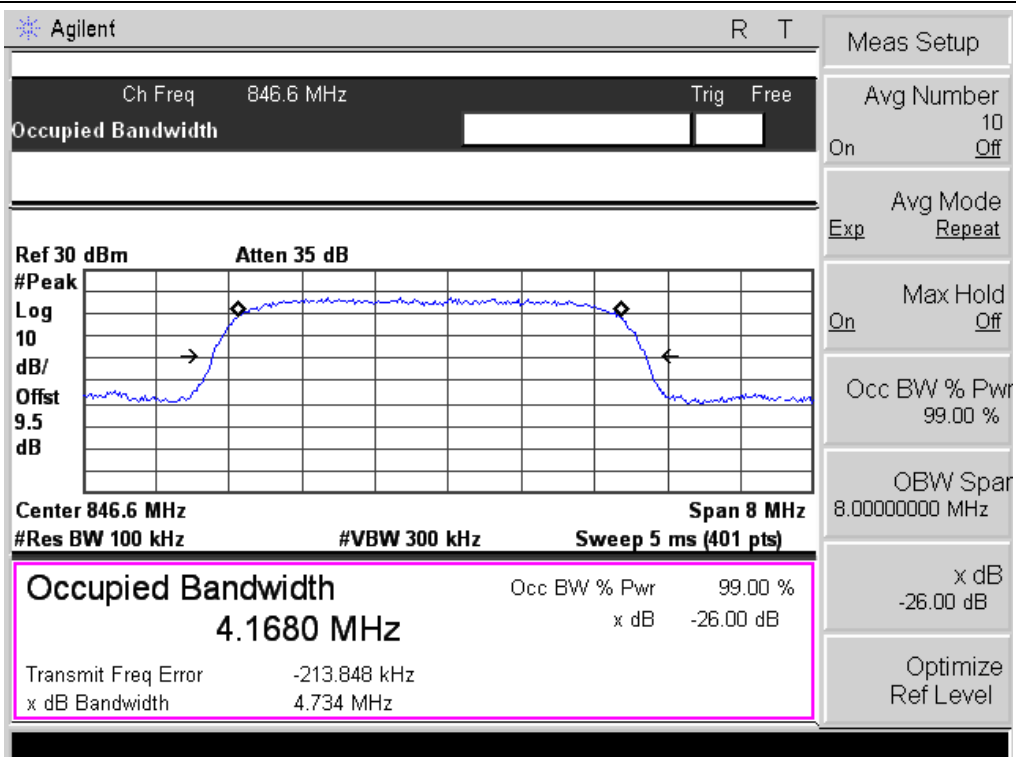 Agilent R T
Ch Freq 846.6 MHz Trig Free
Occupied Bandwidth
Ref 30 dBm Atten 35 dB
#Peak
Log
10
dB/
Offst
9.5
dB
Center 846.6 MHz Span 8 MHz
#Res BW 100 kHz #VBW 300 kHz Sweep 5 ms (401 pts)
Occupied Bandwidth Occ BW % Pwr 99.00 %
4.1680 MHz x dB -26.00 dB
Transmit Freq Error -213.848 kHz
x dB Bandwidth 4.734 MHz
Meas Setup
Avg Number
10
On Off
Avg Mode
Exp Repeat
Max Hold
On Off
Occ BW % Pwr
99.00 %
OBW Span
8.00000000 MHz
x dB
-26.00 dB
Optimize
Ref Level